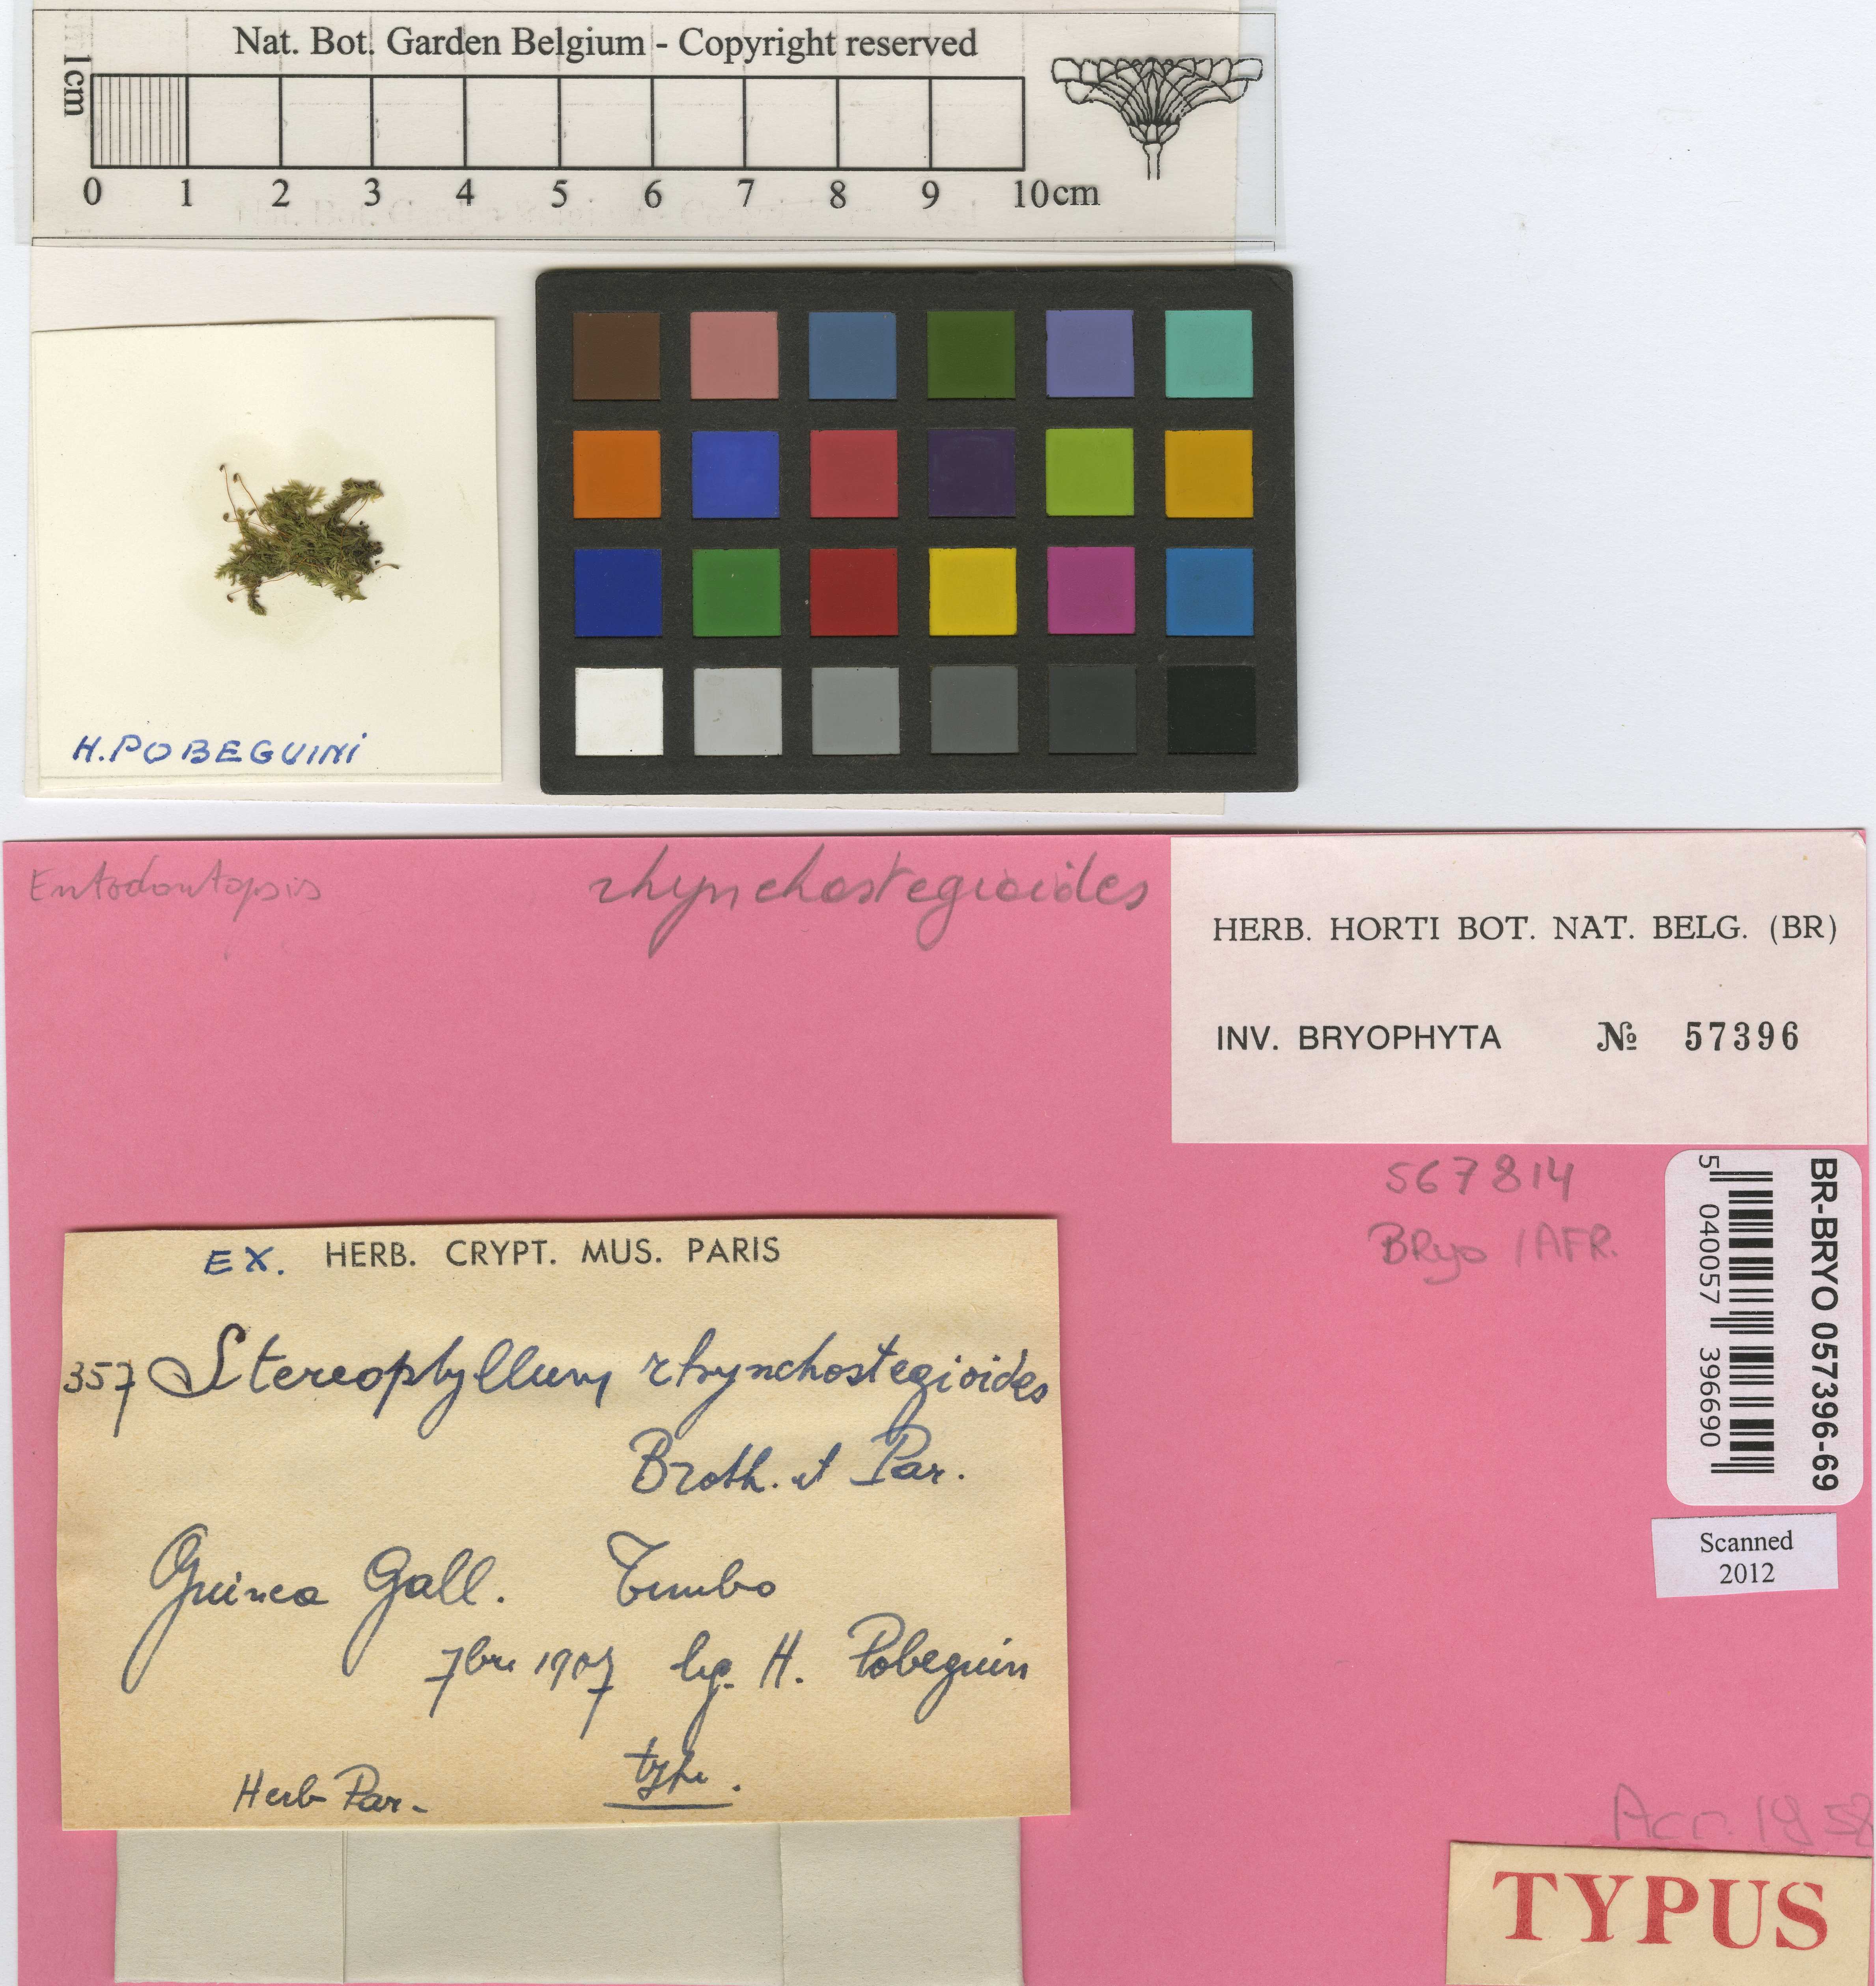 Nat. Bot. Garden Belgium - Copyright reserved
1cm
0 1 2 3 4 5 6 7 8 9 10cm
H.POBEGUINI
Entodontopsis rhynchostegioides
HERB. HORTI BOT. NAT. BELG. (BR)
INV. BRYOPHYTA № 57396
567814
BRyo / AFR.
BR-BRYO 057396-69
5 040057 396690
Scanned
2012
EX. HERB. CRYPT. MUS. PARIS
357 Stereophyllum rhynchostegioides
Broth. et Par.
Guinea Gall. Timbo
7bre 1907 leg. H. Pobeguin
Herb Par. type.
Acc. 1958
TYPUS